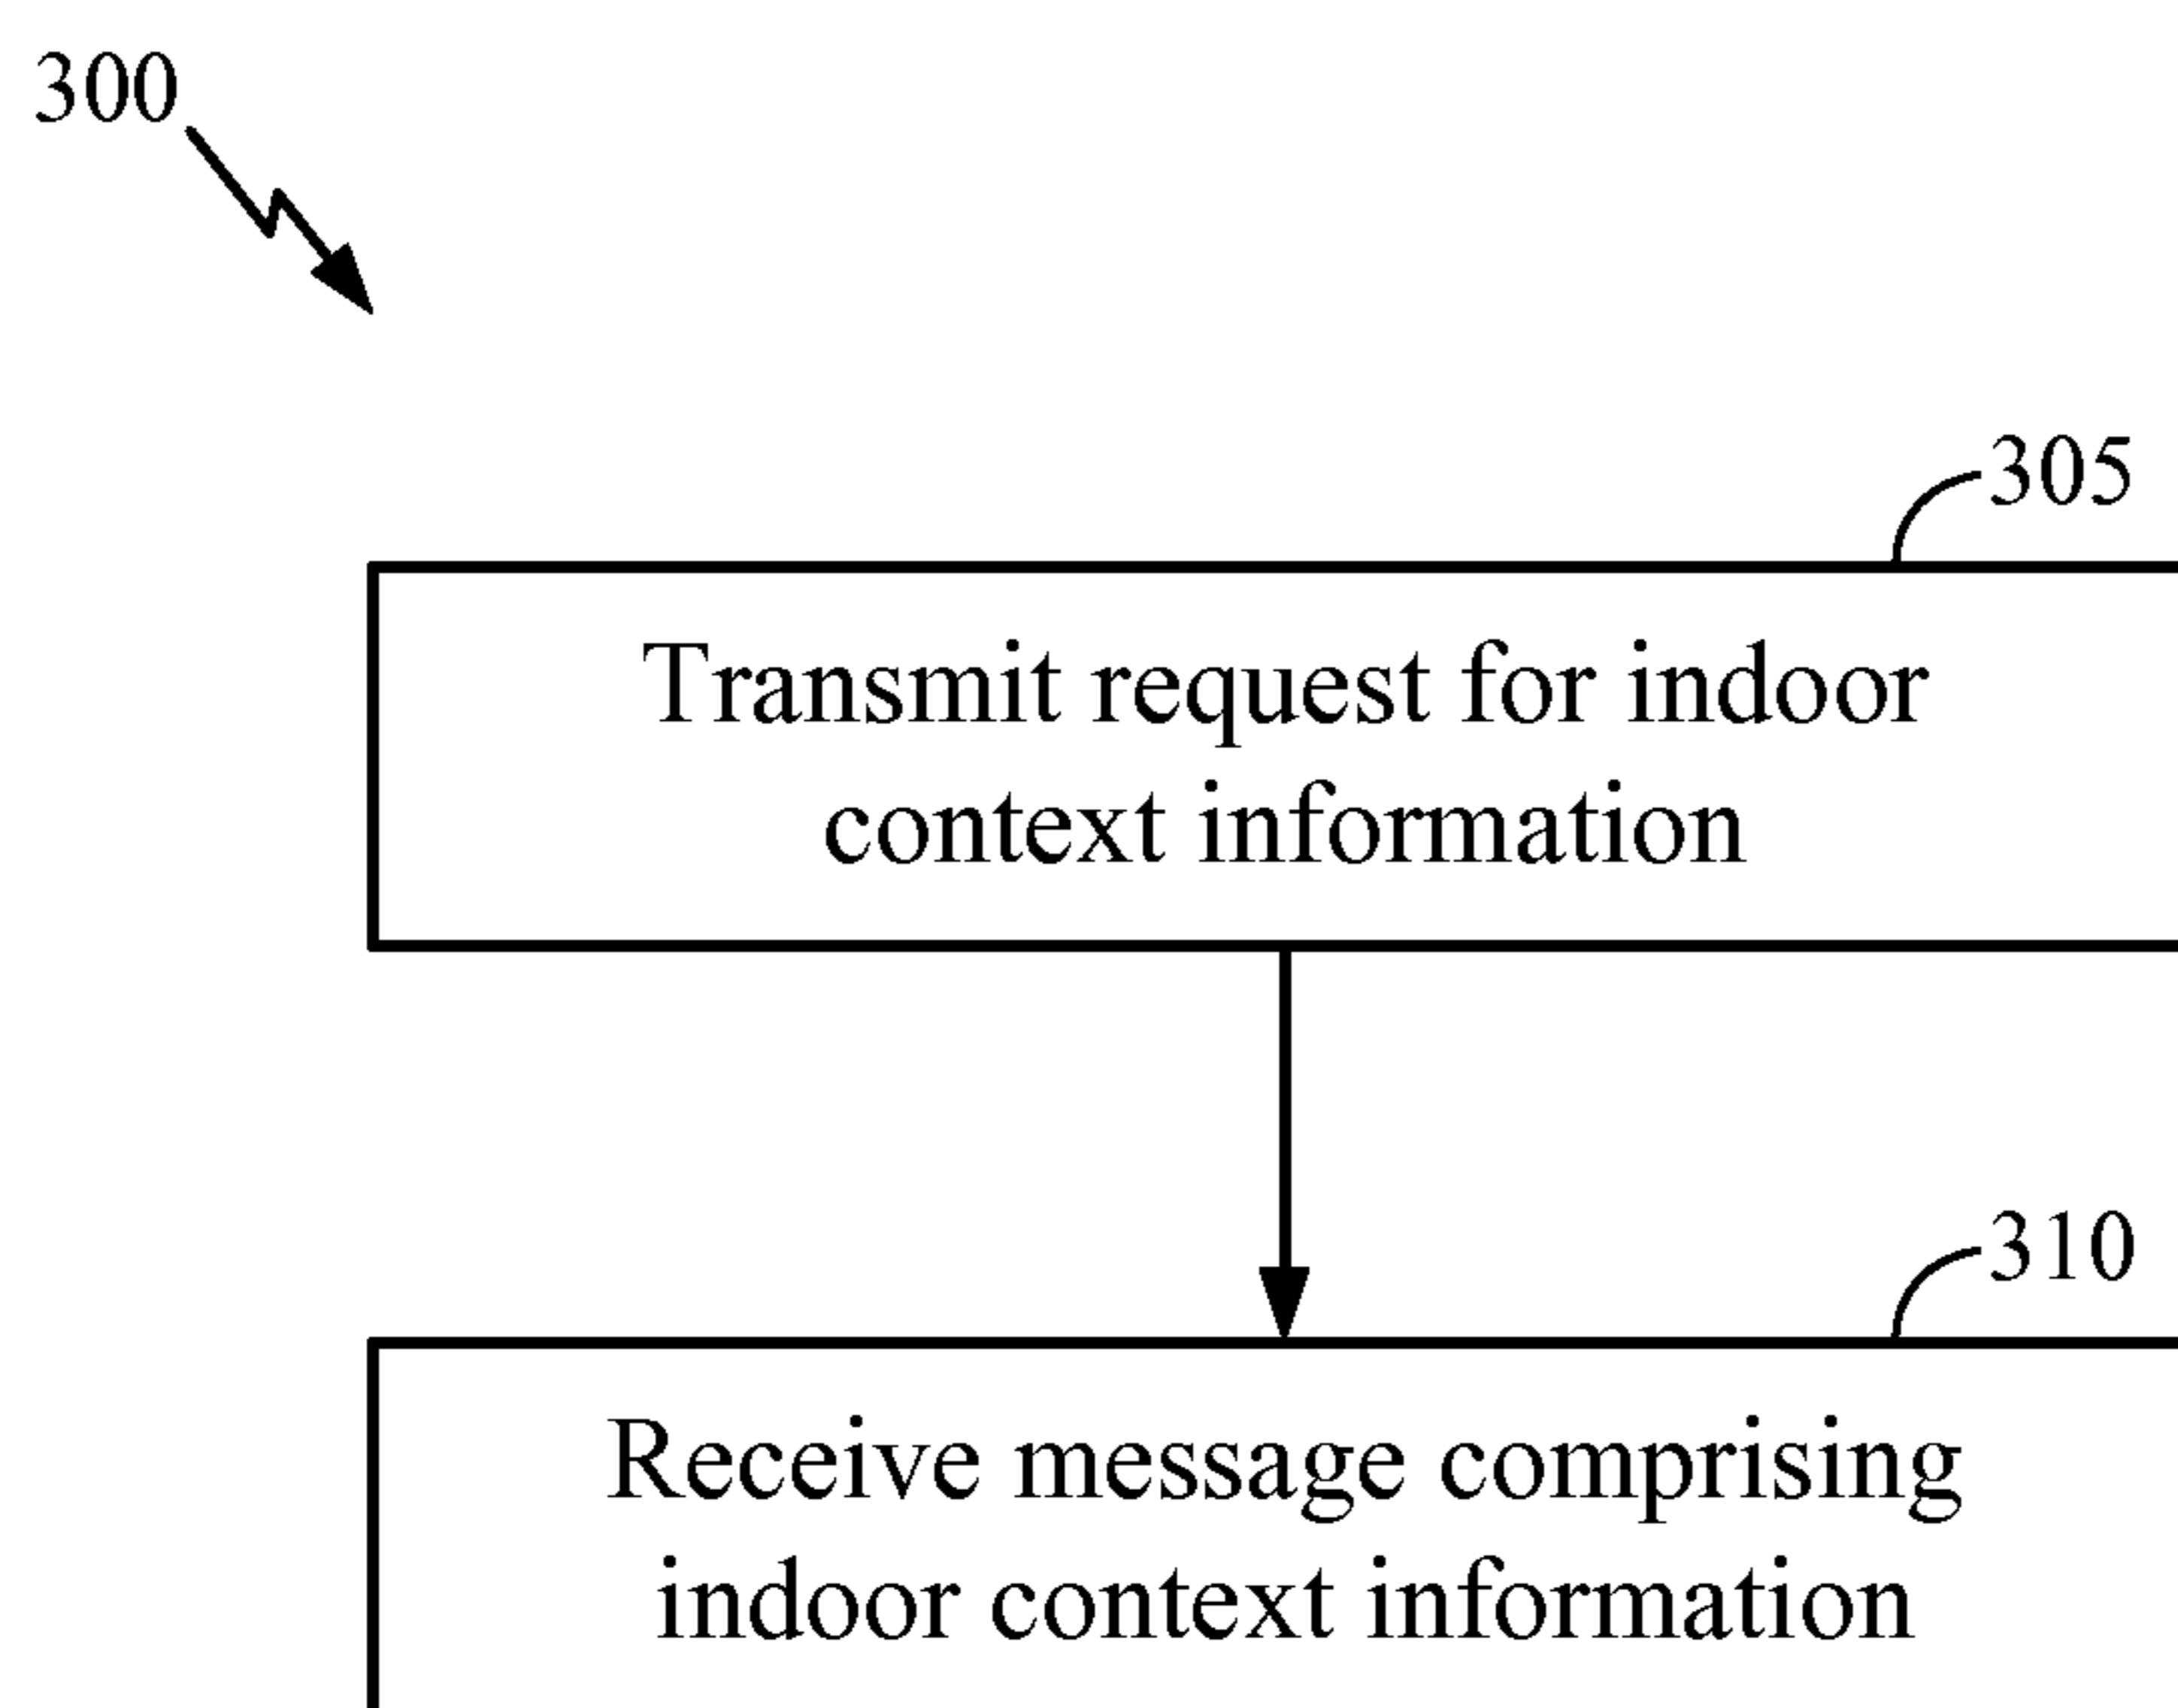 300
305
Transmit request for indoor
context information
310
Receive message comprising
indoor context information